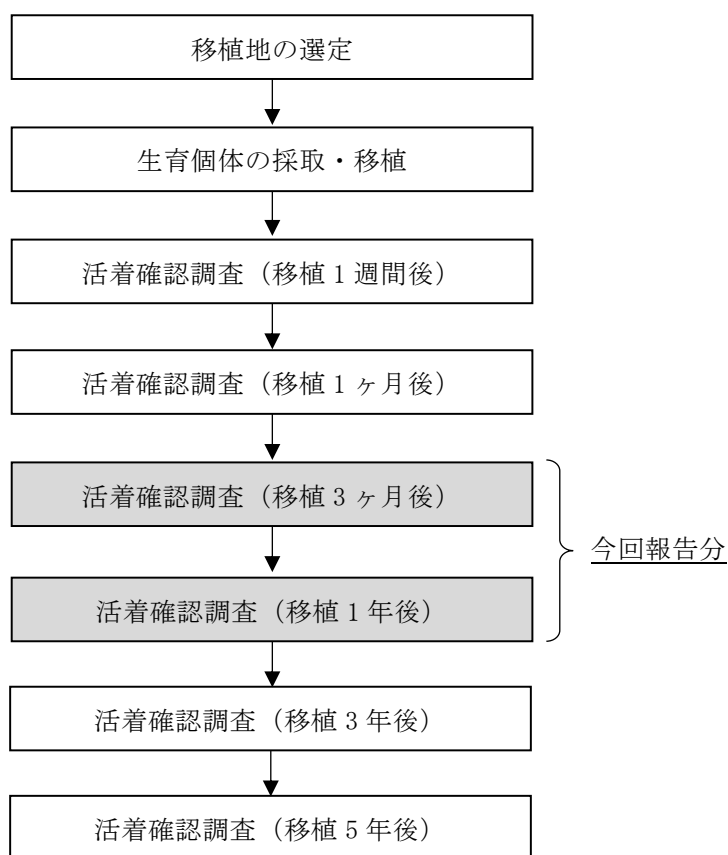 移植地の選定
生育個体の採取・移植
活着確認調査（移植1週間後）
活着確認調査（移植1ヶ月後）
活着確認調査（移植3ヶ月後）
今回報告分
活着確認調査（移植1年後）
活着確認調査（移植3年後）
活着確認調査（移植5年後）